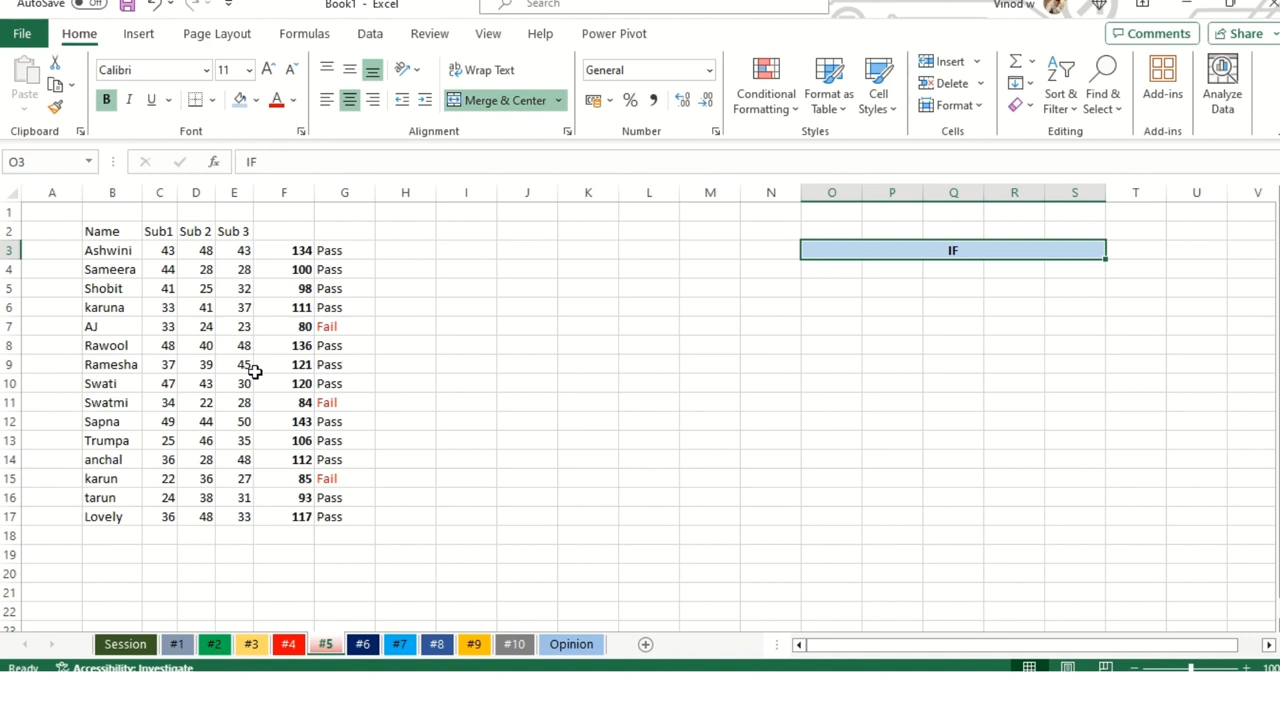 AutoSave Off Book1 - Excel Search Vinod w
File Home Insert Page Layout Formulas Data Review View Help Power Pivot Comments Share
Paste Calibri 11 Wrap Text General Conditional Formatting Format as Table Cell Styles Insert Sort & Filter Find & Select Add-ins Analyze Data
Delete
B I U Merge & Center Format
Clipboard Font Alignment Number Styles Cells Editing Add-ins
O3 fx IF
A B C D E F G H I J K L M N O P Q R S T U V
1
2 Name Sub1 Sub 2 Sub 3
3 Ashwini 43 48 43 134 Pass IF
4 Sameera 44 28 28 100 Pass
5 Shobit 41 25 32 98 Pass
6 karuna 33 41 37 111 Pass
7 AJ 33 24 23 80 Fail
8 Rawool 48 40 48 136 Pass
9 Ramesha 37 39 45 121 Pass
10 Swati 47 43 30 120 Pass
11 Swatmi 34 22 28 84 Fail
12 Sapna 49 44 50 143 Pass
13 Trumpa 25 46 35 106 Pass
14 anchal 36 28 48 112 Pass
15 karun 22 36 27 85 Fail
16 tarun 24 38 31 93 Pass
17 Lovely 36 48 33 117 Pass
18
19
20
21
22
23
Session #1 #2 #3 #4 #5 #6 #7 #8 #9 #10 Opinion
Ready Accessibility: Investigate 100